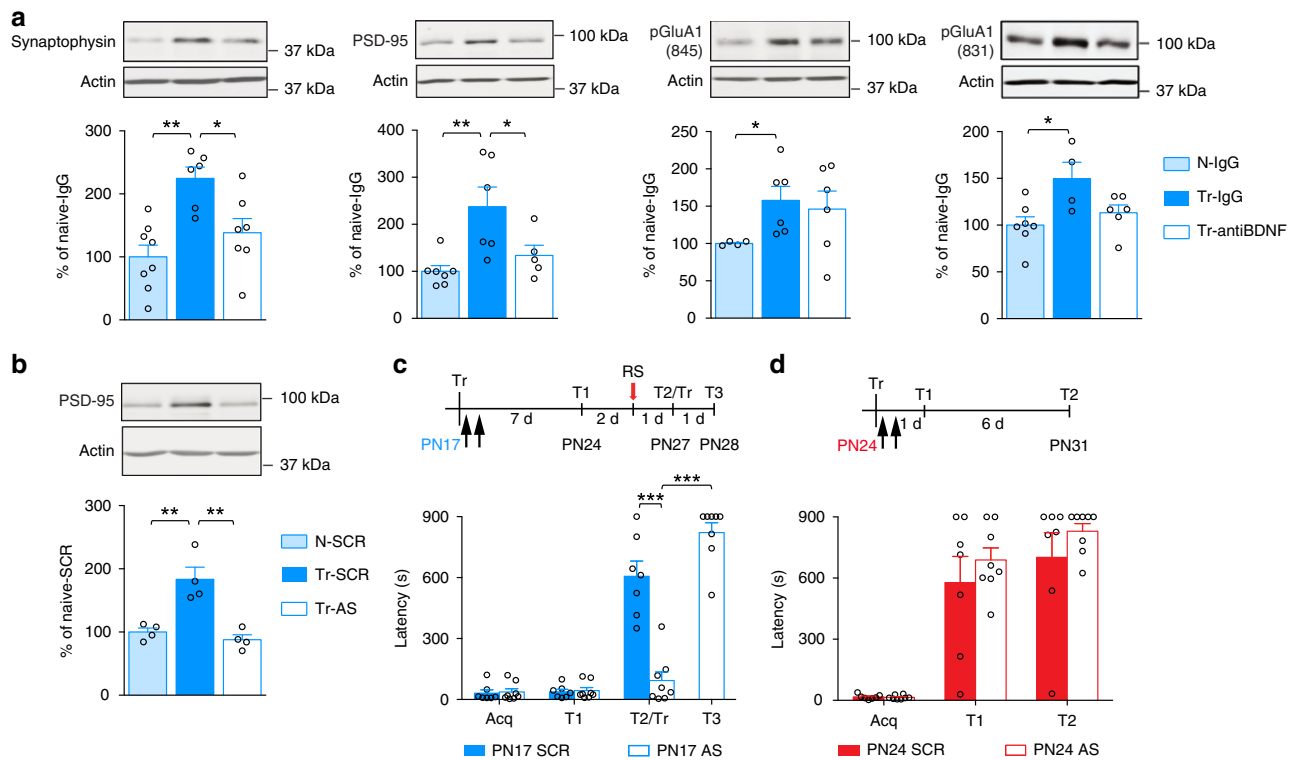 a
Synaptophysin
37 kDa
Actin
37 kDa
% of naive-IgG
300
200
100
0
** *
PSD-95
100 kDa
Actin
37 kDa
% of naive-IgG
400
300
200
100
0
** *
pGluA1
(845)
100 kDa
Actin
37 kDa
% of naive-IgG
250
200
150
100
50
0
*
pGluA1
(831)
100 kDa
Actin
37 kDa
% of naive-IgG
200
150
100
50
0
*
N-IgG
Tr-IgG
Tr-antiBDNF
b
PSD-95
100 kDa
Actin
37 kDa
% of naive-SCR
300
200
100
0
** **
N-SCR
Tr-SCR
Tr-AS
c
RS
Tr T1 T2/Tr T3
7 d 2 d 1 d 1 d
PN17 PN24 PN27 PN28
Latency (s)
900
600
300
0
*** ***
Acq T1 T2/Tr T3
PN17 SCR PN17 AS
d
Tr T1 T2
1 d 6 d
PN24 PN31
Latency (s)
900
600
300
0
Acq T1 T2
PN24 SCR PN24 AS